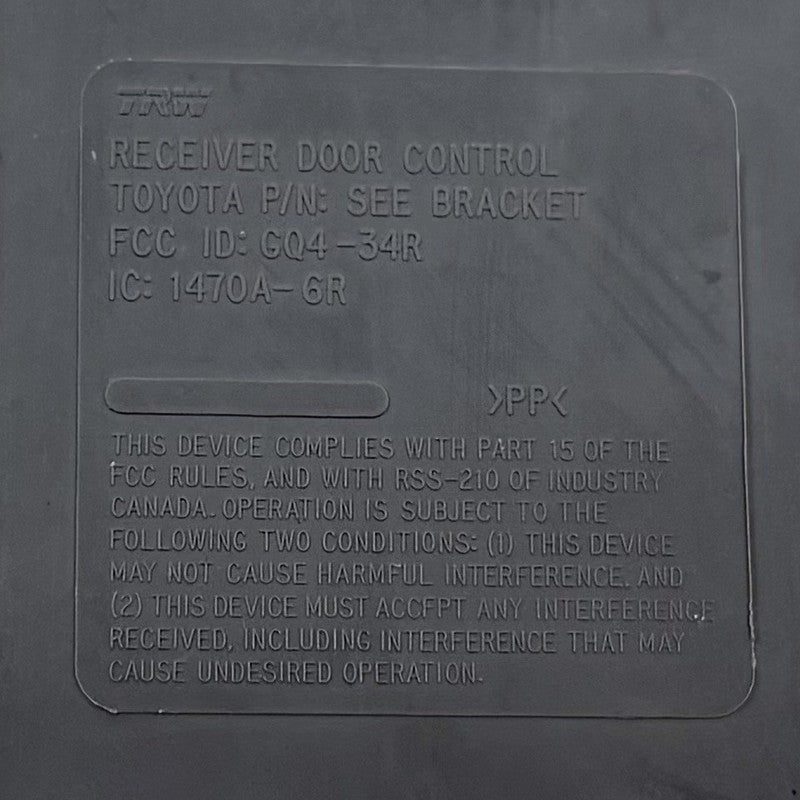 TRW
RECEIVER DOOR CONTROL
TOYOTA P/N: SEE BRACKET
FCC ID: GQ4-34R
IC: 1470A-6R
>PP<
THIS DEVICE COMPLIES WITH PART 15 OF THE
FCC RULES, AND WITH RSS-210 OF INDUSTRY
CANADA. OPERATION IS SUBJECT TO THE
FOLLOWING TWO CONDITIONS: (1) THIS DEVICE
MAY NOT CAUSE HARMFUL INTERFERENCE, AND
(2) THIS DEVICE MUST ACCEPT ANY INTERFERENCE
RECEIVED, INCLUDING INTERFERENCE THAT MAY
CAUSE UNDESIRED OPERATION.